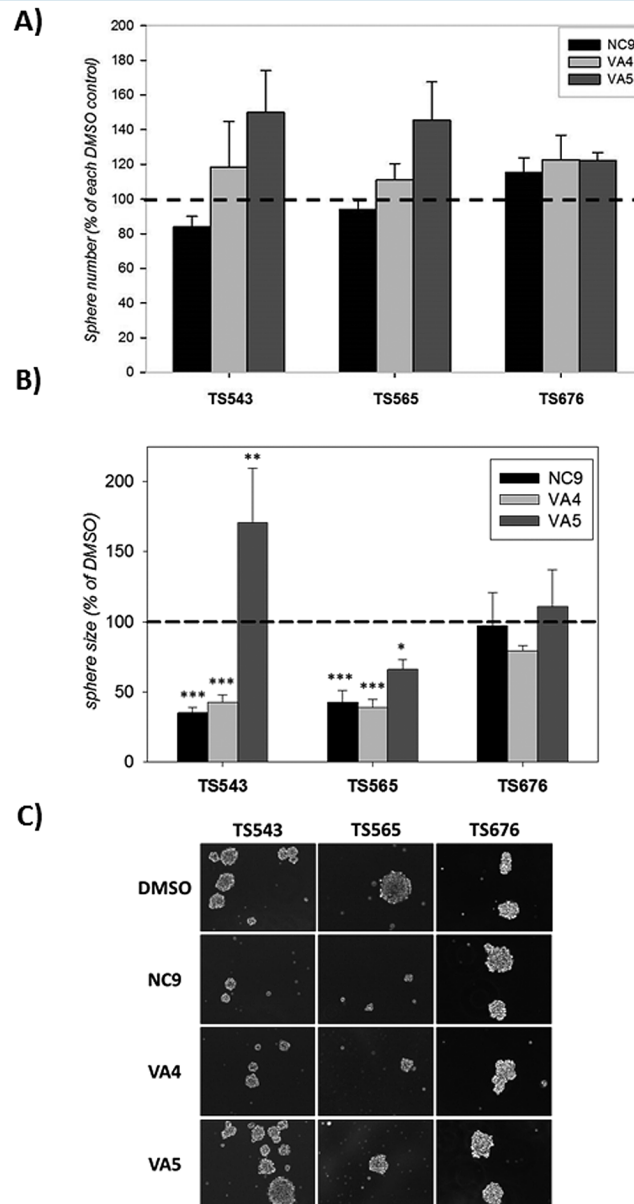 A)
Sphere number (% of each DMSO control)
200
180
160
140
120
100
80
60
40
20
0
NC9
VA4
VA5
TS543 TS565 TS676
B)
sphere size (% of DMSO)
200
150
100
50
0
NC9
VA4
VA5
**
*** ***
*** *** *
TS543 TS565 TS676
C)
TS543 TS565 TS676
DMSO
NC9
VA4
VA5